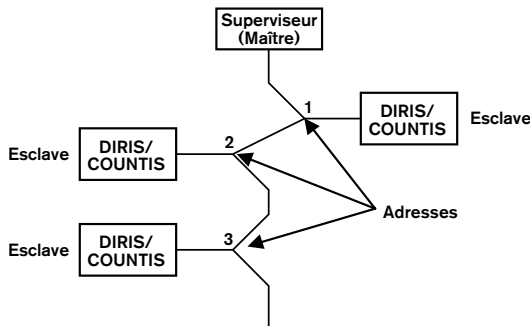 Superviseur
(Maître)
1
DIRIS/
COUNTIS
Esclave
Esclave
DIRIS/
COUNTIS
2
Adresses
Esclave
DIRIS/
COUNTIS
3